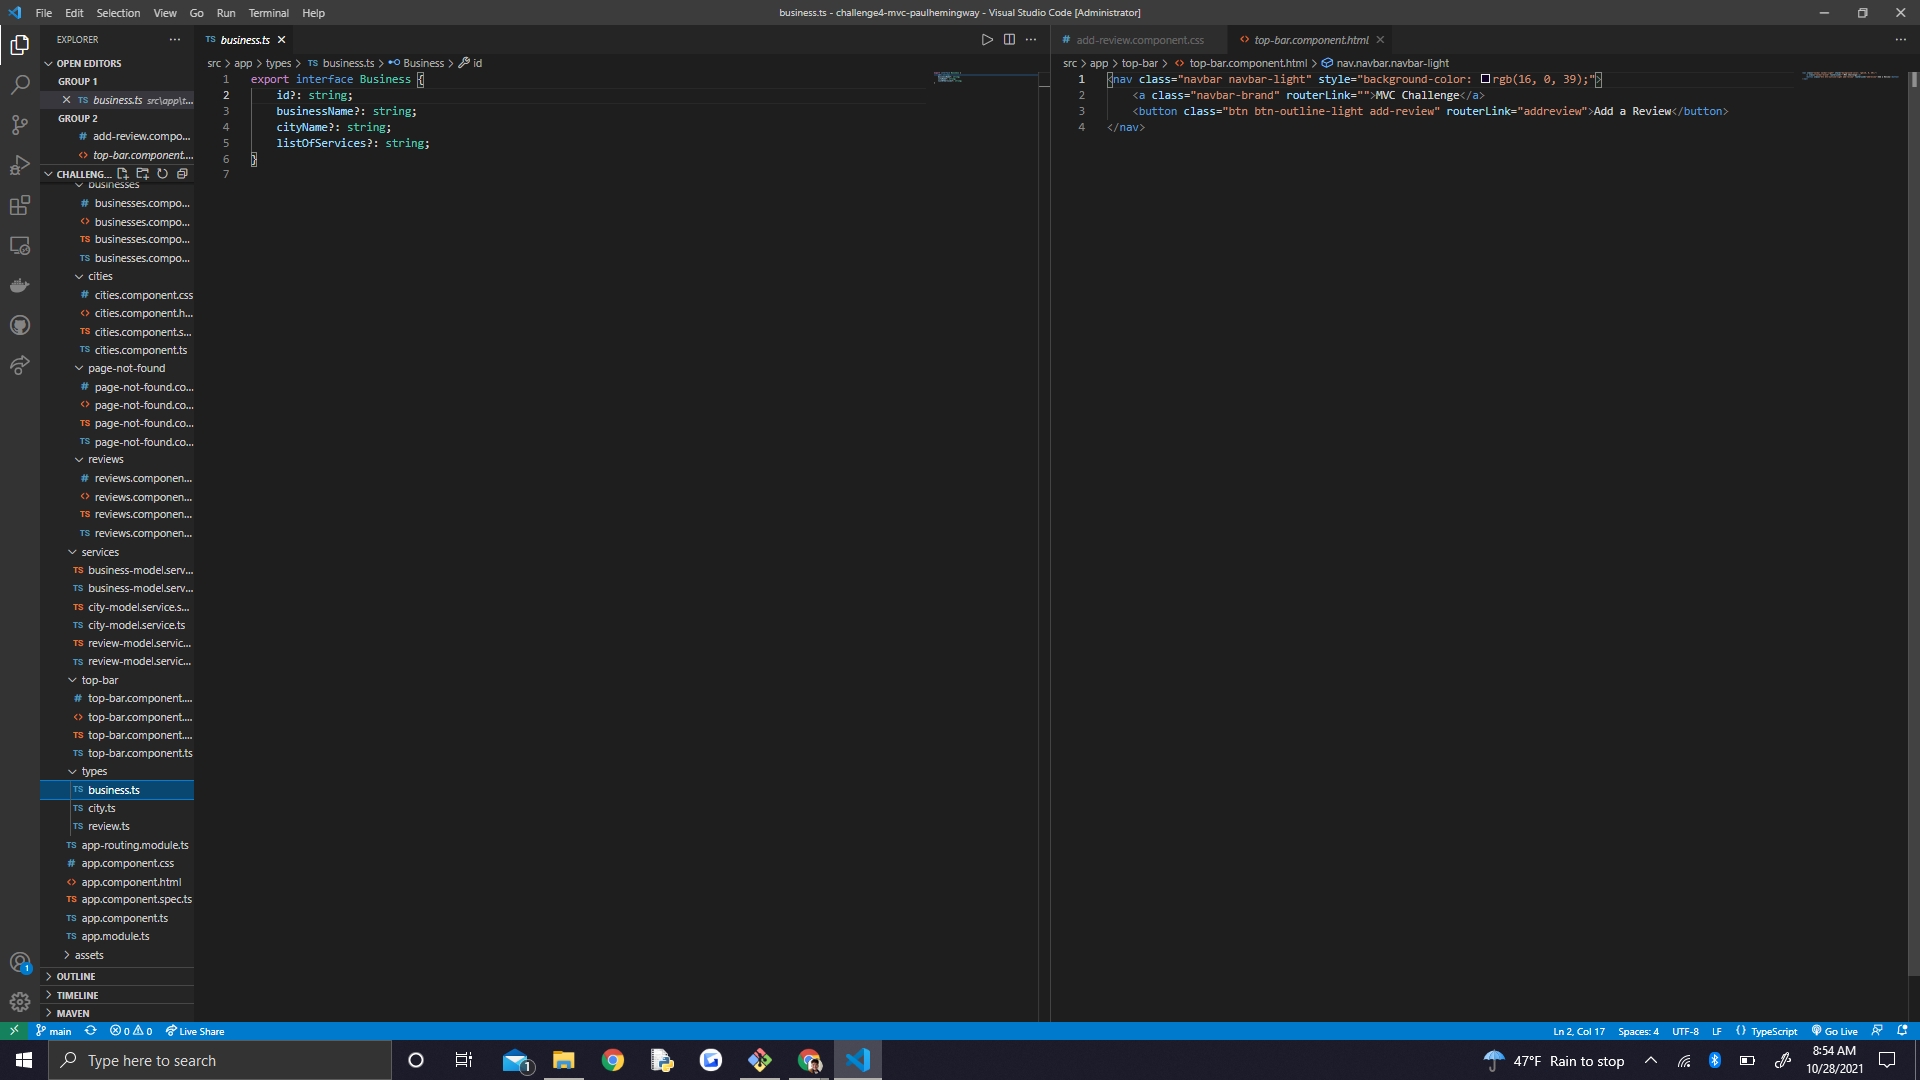 File Edit Selection View Go Run Terminal Help
business.ts - challenge4-mvc-paulhemingway - Visual Studio Code [Administrator]
EXPLORER
OPEN EDITORS
GROUP 1
TS business.ts src\app\t...
GROUP 2
# add-review.compo...
<> top-bar.component....
CHALLENG...
businesses
# businesses.compo...
<> businesses.compo...
TS businesses.compo...
TS businesses.compo...
cities
# cities.component.css
<> cities.component.h...
TS cities.component.s...
TS cities.component.ts
page-not-found
# page-not-found.co...
<> page-not-found.co...
TS page-not-found.co...
TS page-not-found.co...
reviews
# reviews.componen...
<> reviews.componen...
TS reviews.componen...
TS reviews.componen...
services
TS business-model.serv...
TS business-model.serv...
TS city-model.service.s...
TS city-model.service.ts
TS review-model.servic...
TS review-model.servic...
top-bar
# top-bar.component....
<> top-bar.component....
TS top-bar.component....
TS top-bar.component.ts
types
TS business.ts
TS city.ts
TS review.ts
TS app-routing.module.ts
# app.component.css
<> app.component.html
TS app.component.spec.ts
TS app.component.ts
TS app.module.ts
assets
OUTLINE
TIMELINE
MAVEN
TS business.ts
src > app > types > TS business.ts > Business > id
1 export interface Business {
2 id?: string;
3 businessName?: string;
4 cityName?: string;
5 listOfServices?: string;
6 }
7
# add-review.component.css <> top-bar.component.html
src > app > top-bar > <> top-bar.component.html > nav.navbar.navbar-light
1 <nav class="navbar navbar-light" style="background-color: rgb(16, 0, 39);">
2 <a class="navbar-brand" routerLink="">MVC Challenge</a>
3 <button class="btn btn-outline-light add-review" routerLink="addreview">Add a Review</button>
4 </nav>
1
main 0 0 Live Share
Ln 2, Col 17 Spaces: 4 UTF-8 LF {} TypeScript Go Live
Type here to search
1
47°F Rain to stop
8:54 AM
10/28/2021